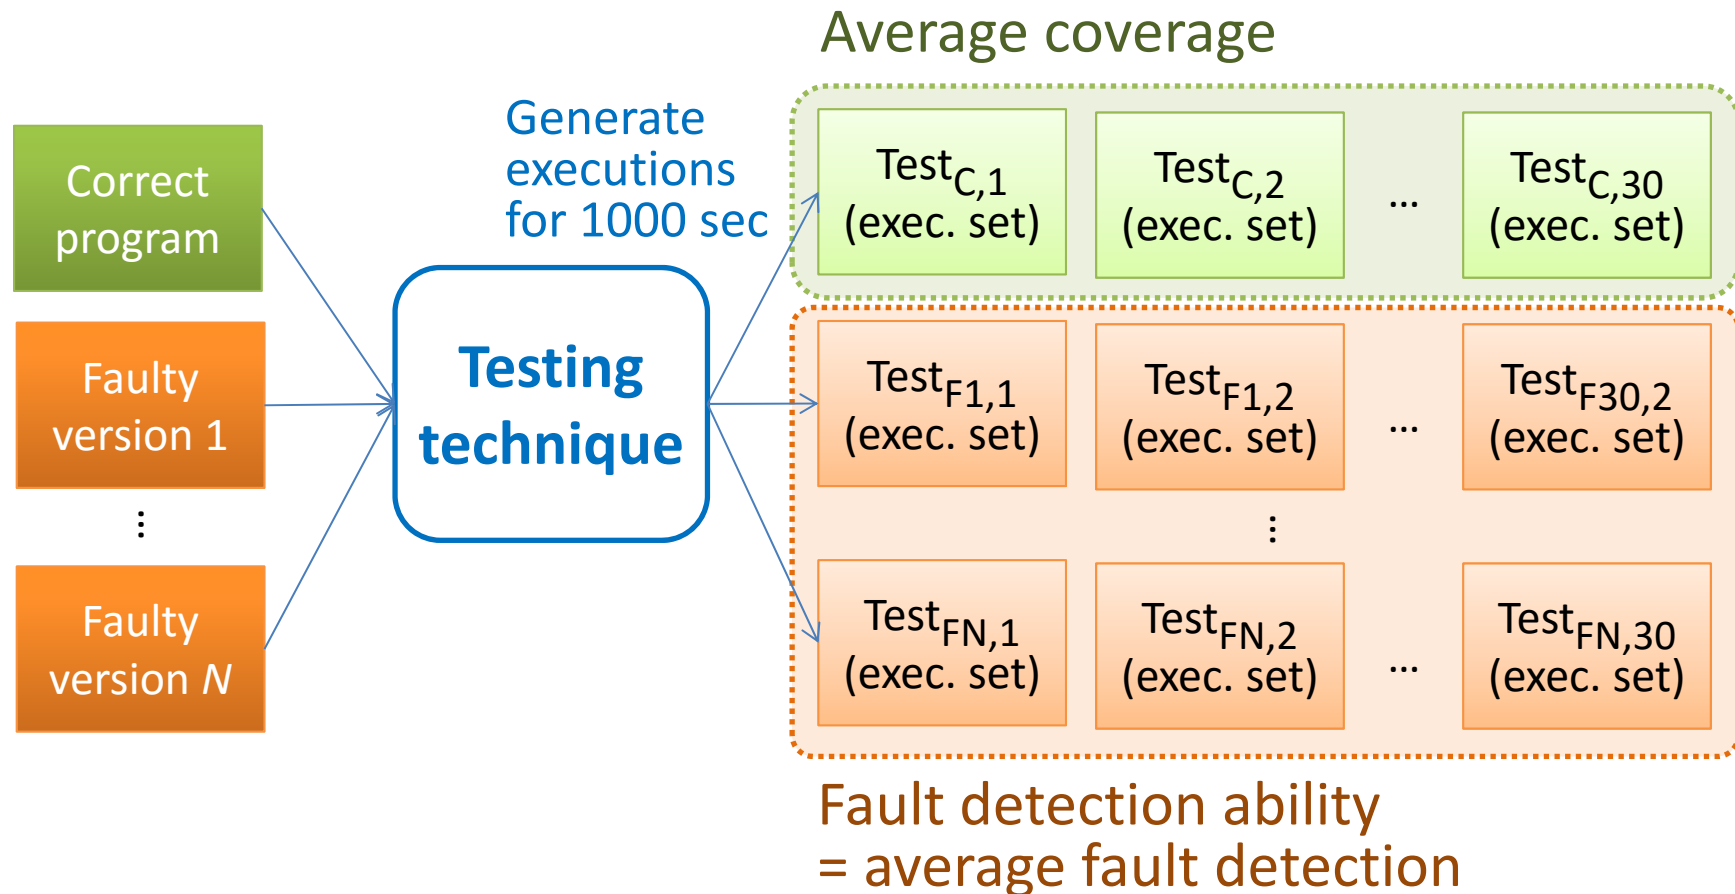 Average coverage
Generate
executions
for 1000 sec
Correct
program
Test_C,1
(exec. set)
Test_C,2
(exec. set)
...
Test_C,30
(exec. set)
Faulty
version 1
Testing
technique
Test_F1,1
(exec. set)
Test_F1,2
(exec. set)
...
Test_F30,2
(exec. set)
...
...
Faulty
version N
Test_FN,1
(exec. set)
Test_FN,2
(exec. set)
...
Test_FN,30
(exec. set)
Fault detection ability
= average fault detection